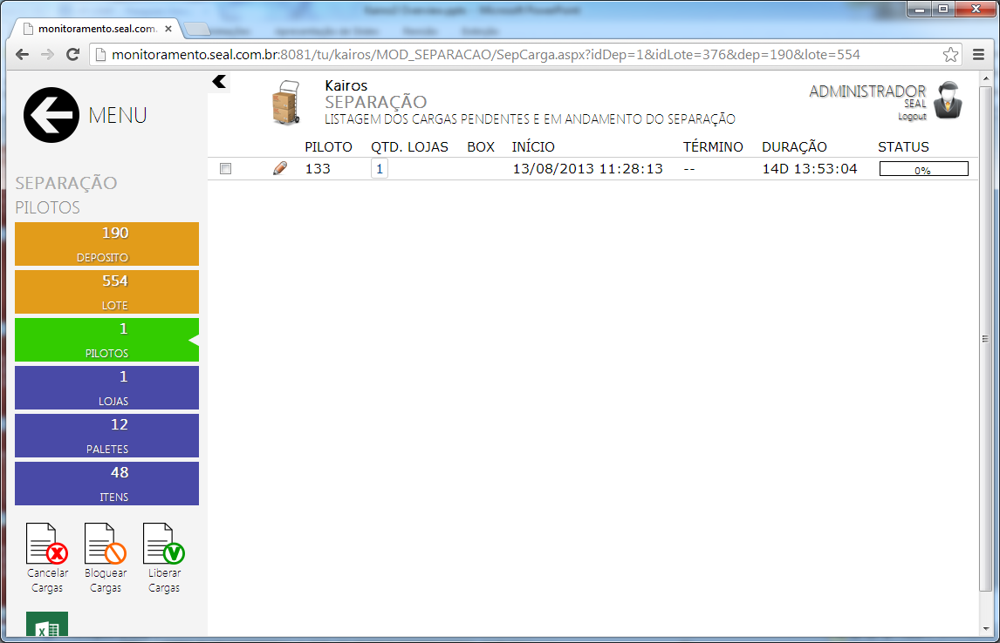 monitoramento.seal.com.
monitoramento.seal.com.br:8081/tu/kairos/MOD_SEPARACAO/SepCarga.aspx?idDep=1&idLote=376&dep=190&lote=554
MENU
Kairos
SEPARAÇÃO
LISTAGEM DOS CARGAS PENDENTES E EM ANDAMENTO DO SEPARAÇÃO
ADMINISTRADOR
SEAL
Logout
PILOTO QTD. LOJAS BOX INÍCIO TÉRMINO DURAÇÃO STATUS
133 1 13/08/2013 11:28:13 -- 14D 13:53:04 0%
SEPARAÇÃO
PILOTOS
190
DEPOSITO
554
LOTE
1
PILOTOS
1
LOJAS
12
PALETES
48
ITENS
Cancelar
Cargas
Bloquear
Cargas
Liberar
Cargas